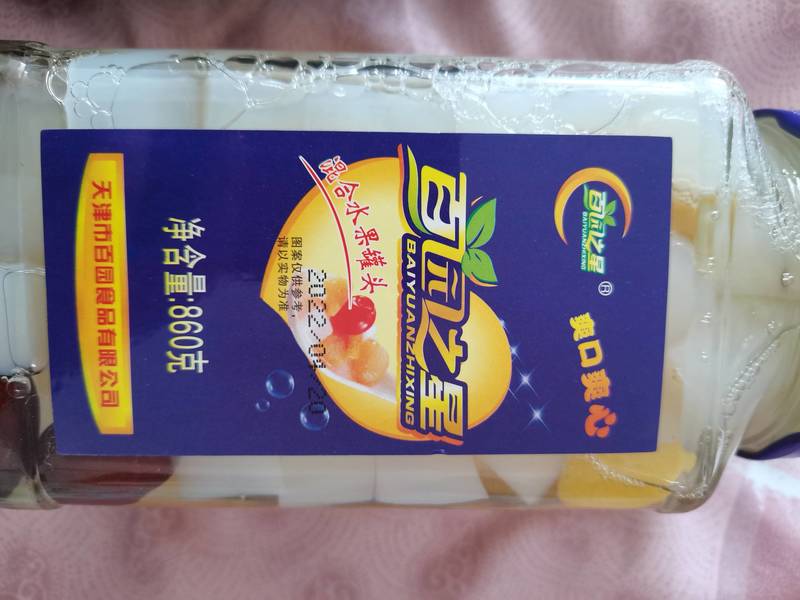 百园之星
BAIYUANZHIXING
®
爽口爽心
百园之星
BAIYUANZHIXING
混合水果罐头
图案仅供参考，
请以实物为准。
2022/04/20
净含量:860克
天津市百园食品有限公司